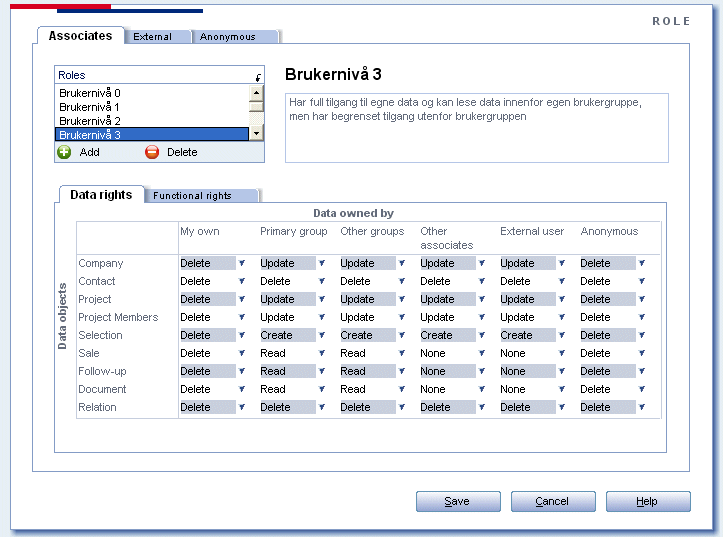 ROLE
Associates External Anonymous
Roles
Brukernivå 0
Brukernivå 1
Brukernivå 2
Brukernivå 3
Add Delete
Brukernivå 3
Har full tilgang til egne data og kan lese data innenfor egen brukergruppe,
men har begrenset tilgang utenfor brukergruppen
Data rights Functional rights
Data owned by
My own Primary group Other groups Other associates External user Anonymous
Data objects
Company Delete Update Update Update Update Delete
Contact Delete Delete Delete Delete Delete Delete
Project Delete Update Update Update Update Delete
Project Members Delete Update Update Update Update Delete
Selection Delete Create Create Create Create Delete
Sale Delete Read Read None None Delete
Follow-up Delete Read Read None None Delete
Document Delete Read Read None None Delete
Relation Delete Delete Delete Delete Delete Delete
Save Cancel Help